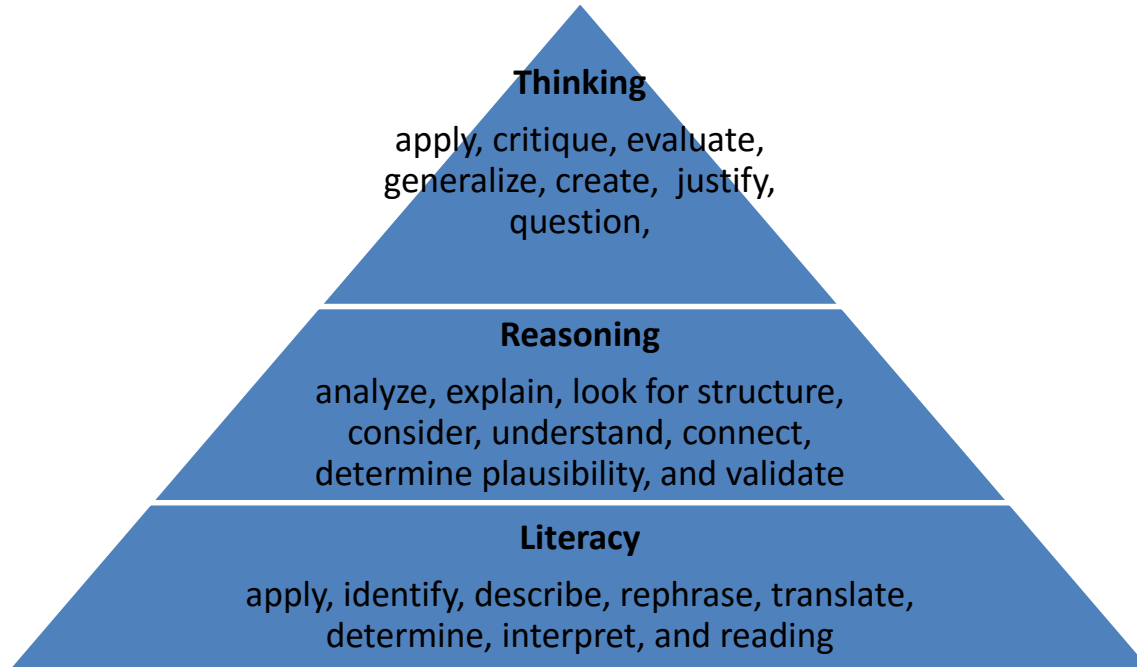 Thinking
apply, critique, evaluate,
generalize, create,  justify,
question,
Reasoning
analyze, explain, look for structure,
consider, understand, connect,
determine plausibility, and validate
Literacy
apply, identify, describe, rephrase, translate,
determine, interpret, and reading